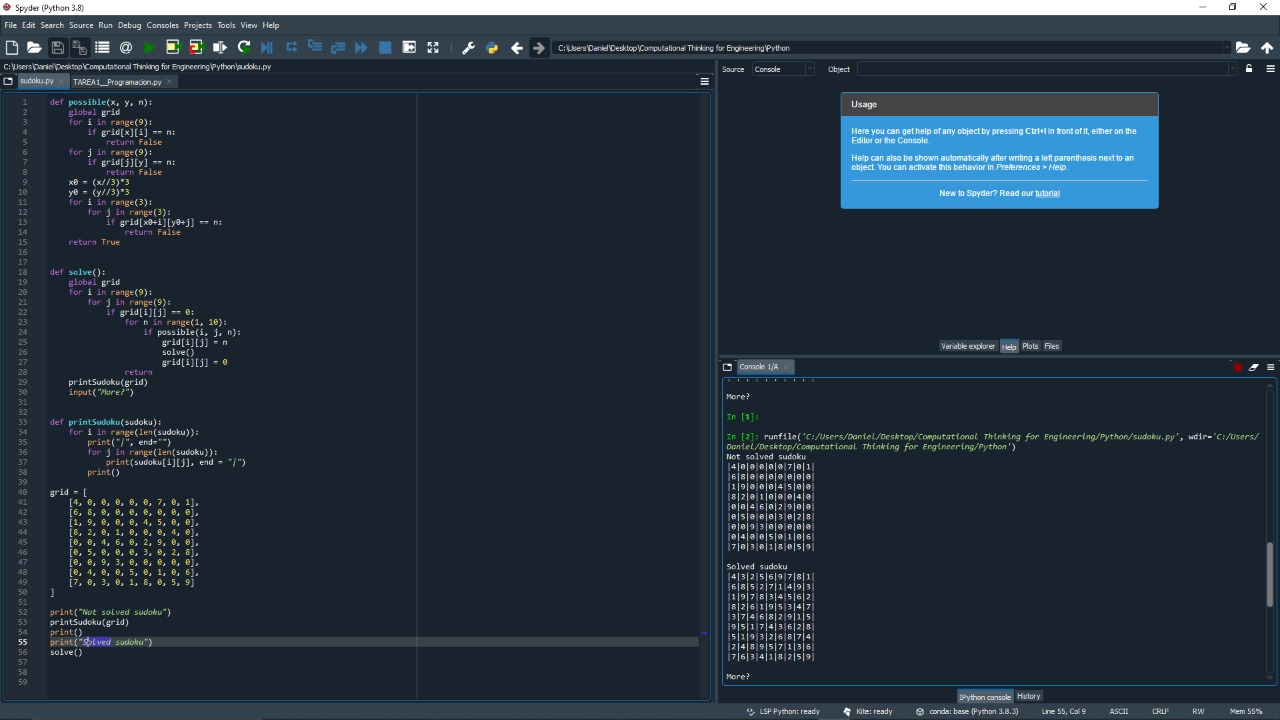 Spyder (Python 3.8)
File Edit Search Source Run Debug Consoles Projects Tools View Help
C:\Users\Daniel\Desktop\Computational Thinking for Engineering\Python
C:\Users\Daniel\Desktop\Computational Thinking for Engineering\Python\sudoku.py
sudoku.py TAREA1__Programacion.py
1 def possible(x, y, n):
2 global grid
3 for i in range(9):
4 if grid[x][i] == n:
5 return False
6 for j in range(9):
7 if grid[j][y] == n:
8 return False
9 x0 = (x//3)*3
10 y0 = (y//3)*3
11 for i in range(3):
12 for j in range(3):
13 if grid[x0+i][y0+j] == n:
14 return False
15 return True
16
17
18 def solve():
19 global grid
20 for i in range(9):
21 for j in range(9):
22 if grid[i][j] == 0:
23 for n in range(1, 10):
24 if possible(i, j, n):
25 grid[i][j] = n
26 solve()
27 grid[i][j] = 0
28 return
29 printSudoku(grid)
30 input("More?")
31
32
33 def printSudoku(sudoku):
34 for i in range(len(sudoku)):
35 print("|", end="")
36 for j in range(len(sudoku)):
37 print(sudoku[i][j], end = "|")
38 print()
39
40 grid = [
41 [4, 0, 0, 0, 0, 0, 7, 0, 1],
42 [6, 8, 0, 0, 0, 0, 0, 0, 0],
43 [1, 9, 0, 0, 0, 4, 5, 0, 0],
44 [8, 2, 0, 1, 0, 0, 0, 4, 0],
45 [0, 0, 4, 6, 0, 2, 9, 0, 0],
46 [0, 5, 0, 0, 0, 3, 0, 2, 8],
47 [0, 0, 9, 3, 0, 0, 0, 0, 0],
48 [0, 4, 0, 0, 5, 0, 1, 0, 6],
49 [7, 0, 3, 0, 1, 8, 0, 5, 9]
50 ]
51
52 print("Not solved sudoku")
53 printSudoku(grid)
54 print()
55 print("Solved sudoku")
56 solve()
57
58
59
Source Console Object
Usage
Here you can get help of any object by pressing Ctrl+I in front of it, either on the
Editor or the Console.
Help can also be shown automatically after writing a left parenthesis next to an
object. You can activate this behavior in Preferences > Help.
New to Spyder? Read our tutorial
Variable explorer Help Plots Files
Console 1/A
More?
In [1]:
In [2]: runfile('C:/Users/Daniel/Desktop/Computational Thinking for Engineering/Python/sudoku.py', wdir='C:/Users/
Daniel/Desktop/Computational Thinking for Engineering/Python')
Not solved sudoku
|4|0|0|0|0|0|7|0|1|
|6|8|0|0|0|0|0|0|0|
|1|9|0|0|0|4|5|0|0|
|8|2|0|1|0|0|0|4|0|
|0|0|4|6|0|2|9|0|0|
|0|5|0|0|0|3|0|2|8|
|0|0|9|3|0|0|0|0|0|
|0|4|0|0|5|0|1|0|6|
|7|0|3|0|1|8|0|5|9|
Solved sudoku
|4|3|2|5|6|9|7|8|1|
|6|8|5|2|7|1|4|9|3|
|1|9|7|8|3|4|5|6|2|
|8|2|6|1|9|5|3|4|7|
|3|7|4|6|8|2|9|1|5|
|9|5|1|7|4|3|6|2|8|
|5|1|9|3|2|6|8|7|4|
|2|4|8|9|5|7|1|3|6|
|7|6|3|4|1|8|2|5|9|
More?
IPython console History
LSP Python: ready Kite: ready conda: base (Python 3.8.3) Line 55, Col 9 ASCII CRLF RW Mem 55%